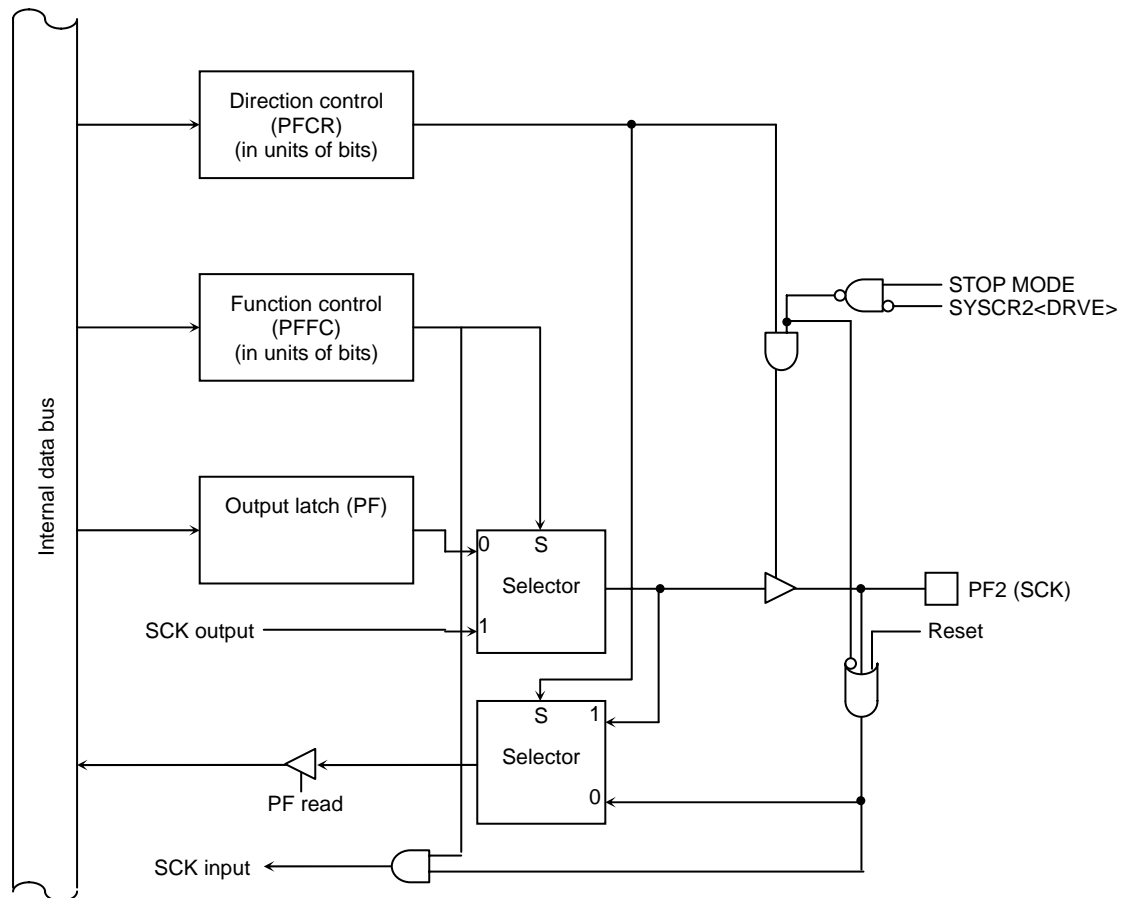 Direction control
(PFCR)
(in units of bits)
STOP MODE
SYSCR2<DRVE>
Function control
(PFFC)
(in units of bits)
Internal data bus
Output latch (PF)
0
S
Selector
1
SCK output
PF2 (SCK)
Reset
S
1
Selector
0
PF read
SCK input